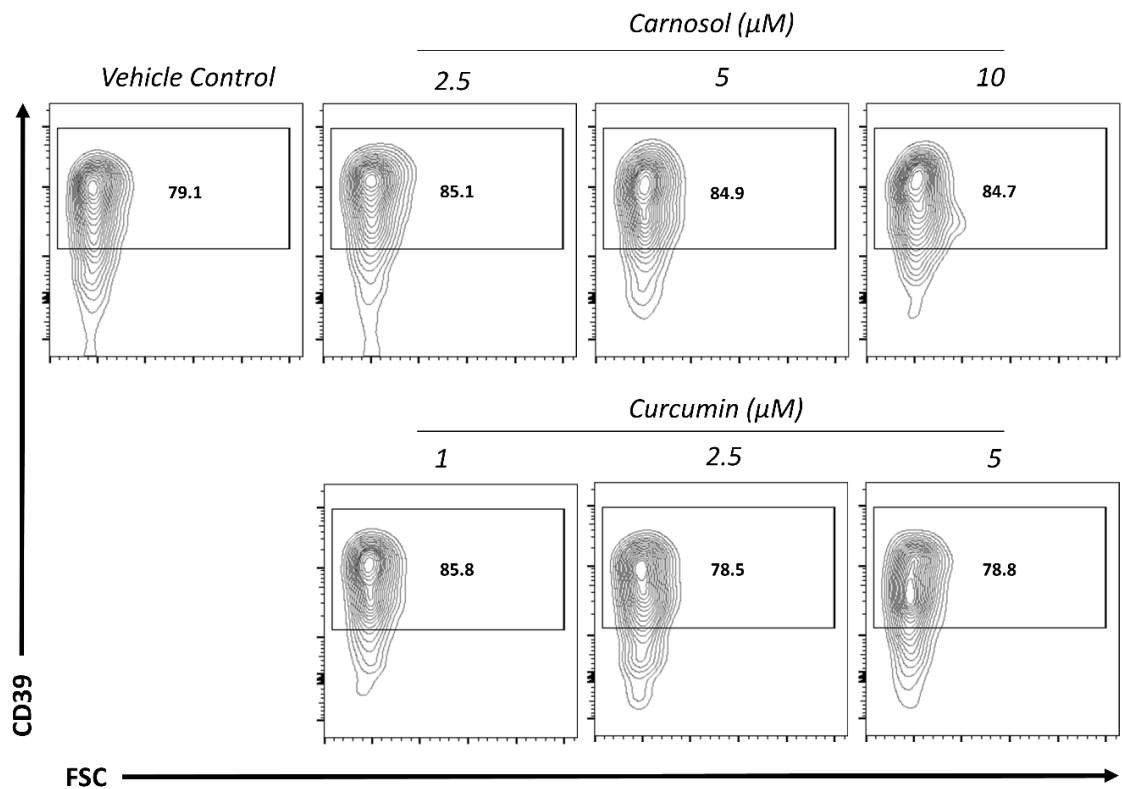 Carnosol (μM)
Vehicle Control 2.5 5 10
79.1 85.1 84.9 84.7
Curcumin (μM)
1 2.5 5
85.8 78.5 78.8
CD39
FSC